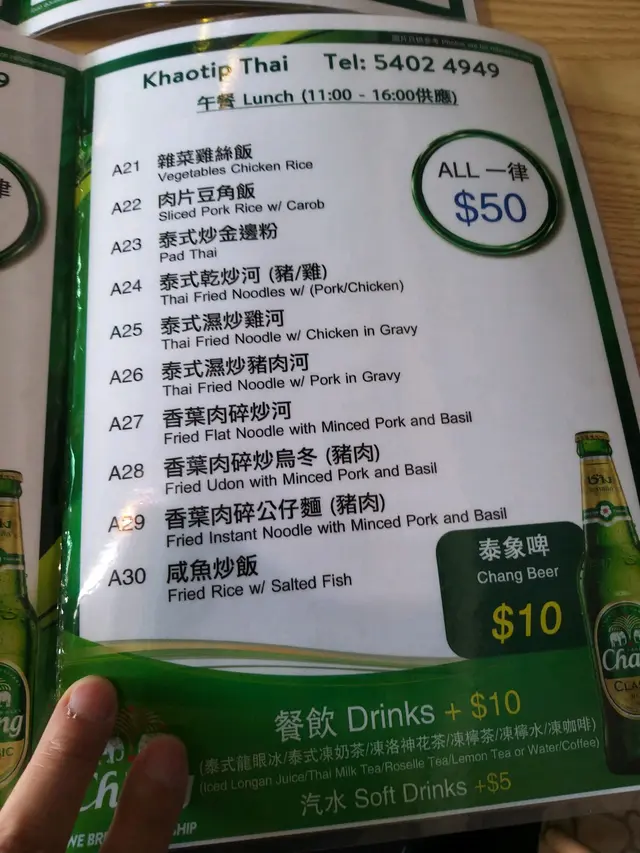 Khaotip Thai Tel: 5402 4949
午餐 Lunch (11:00 - 16:00供應)
ALL 一律
$50
A21 雜菜雞絲飯
Vegetables Chicken Rice
A22 肉片豆角飯
Sliced Pork Rice w/ Carob
A23 泰式炒金邊粉
Pad Thai
A24 泰式乾炒河 (豬/雞)
Thai Fried Noodles w/ (Pork/Chicken)
A25 泰式濕炒雞河
Thai Fried Noodle w/ Chicken in Gravy
A26 泰式濕炒豬肉河
Thai Fried Noodle w/ Pork in Gravy
A27 香葉肉碎炒河
Fried Flat Noodle with Minced Pork and Basil
A28 香葉肉碎炒烏冬 (豬肉)
Fried Udon with Minced Pork and Basil
A29 香葉肉碎公仔麵 (豬肉)
Fried Instant Noodle with Minced Pork and Basil
A30 咸魚炒飯
Fried Rice w/ Salted Fish
泰象啤
Chang Beer
$10
餐飲 Drinks + $10
(泰式龍眼冰/泰式凍奶茶/凍洛神花茶/凍檸茶/凍檸水/凍咖啡)
(Iced Longan Juice/Thai Milk Tea/Roselle Tea/Lemon Tea or Water/Coffee)
汽水 Soft Drinks +$5